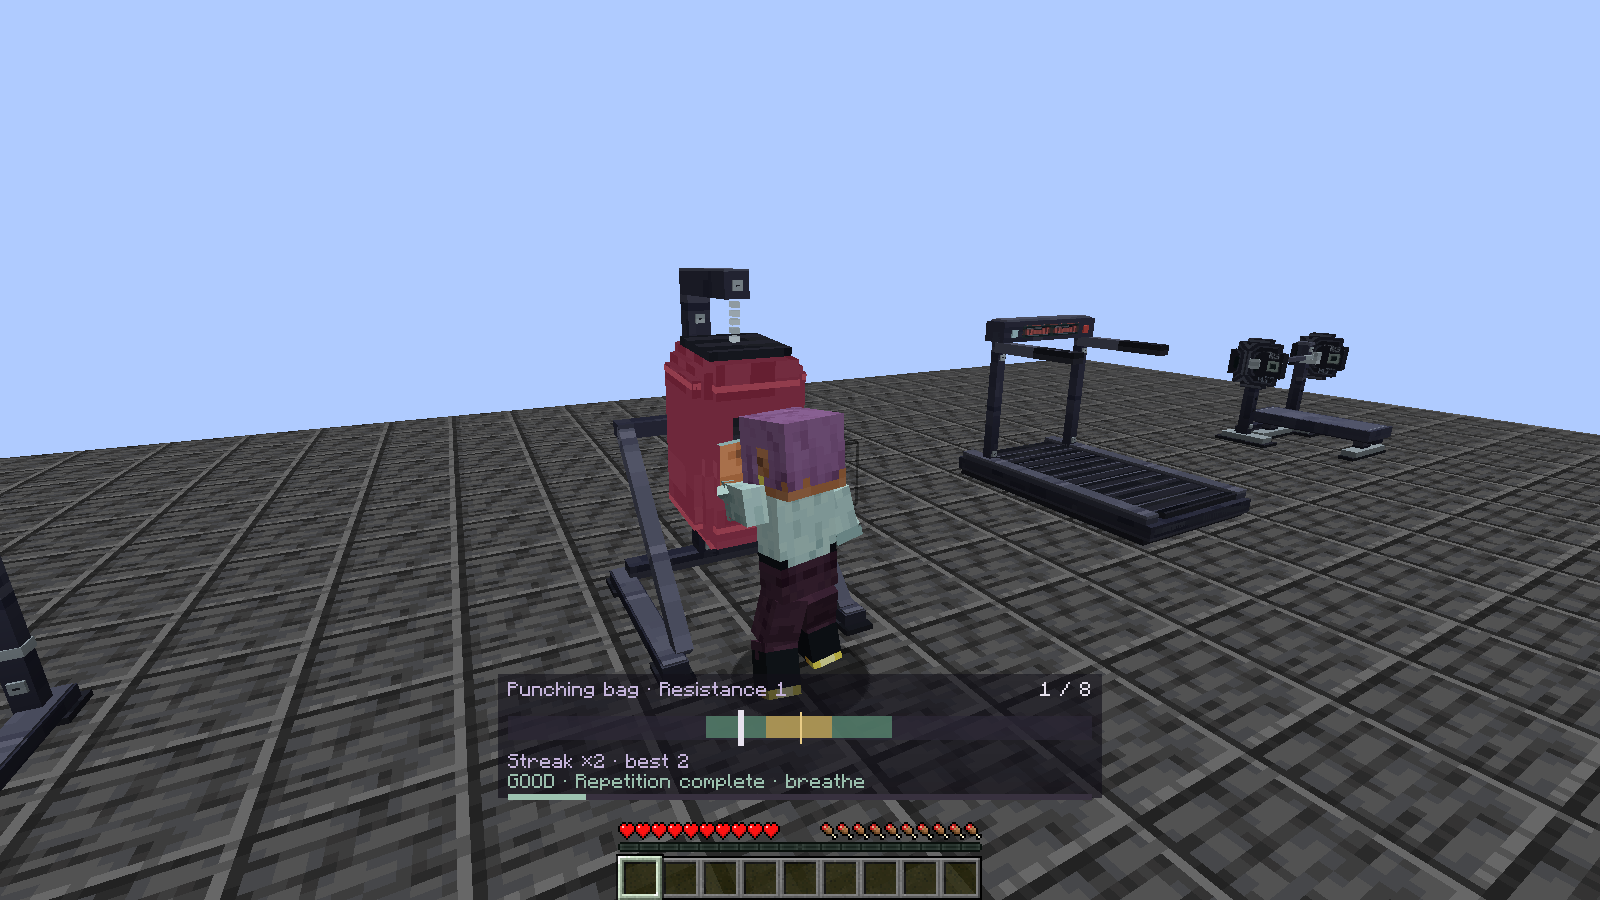 Punching bag · Resistance 1
1 / 8
Streak ×2 · best 2
GOOD · Repetition complete · breathe